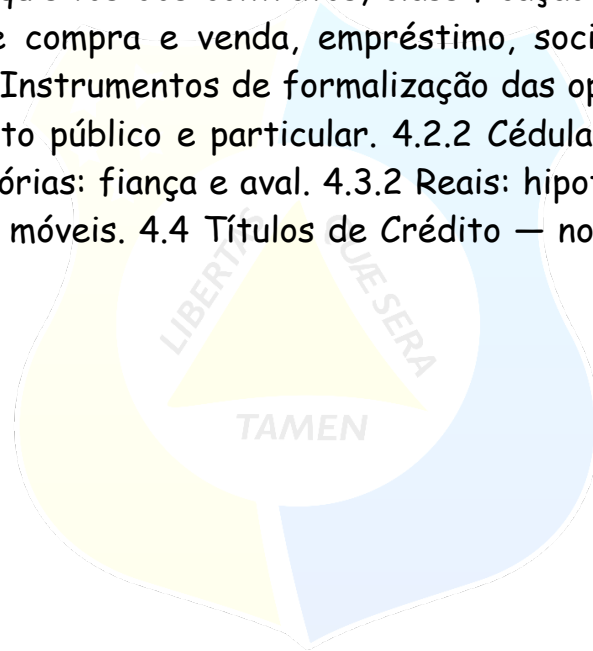 e compra e venda, empréstimo, soci
Instrumentos de formalização das op
to público e particular. 4.2.2 Cédula
órias: fiança e aval. 4.3.2 Reais: hipot
móveis. 4.4 Títulos de Crédito — no
LIBERTAS QUÆ SERA
TAMEN